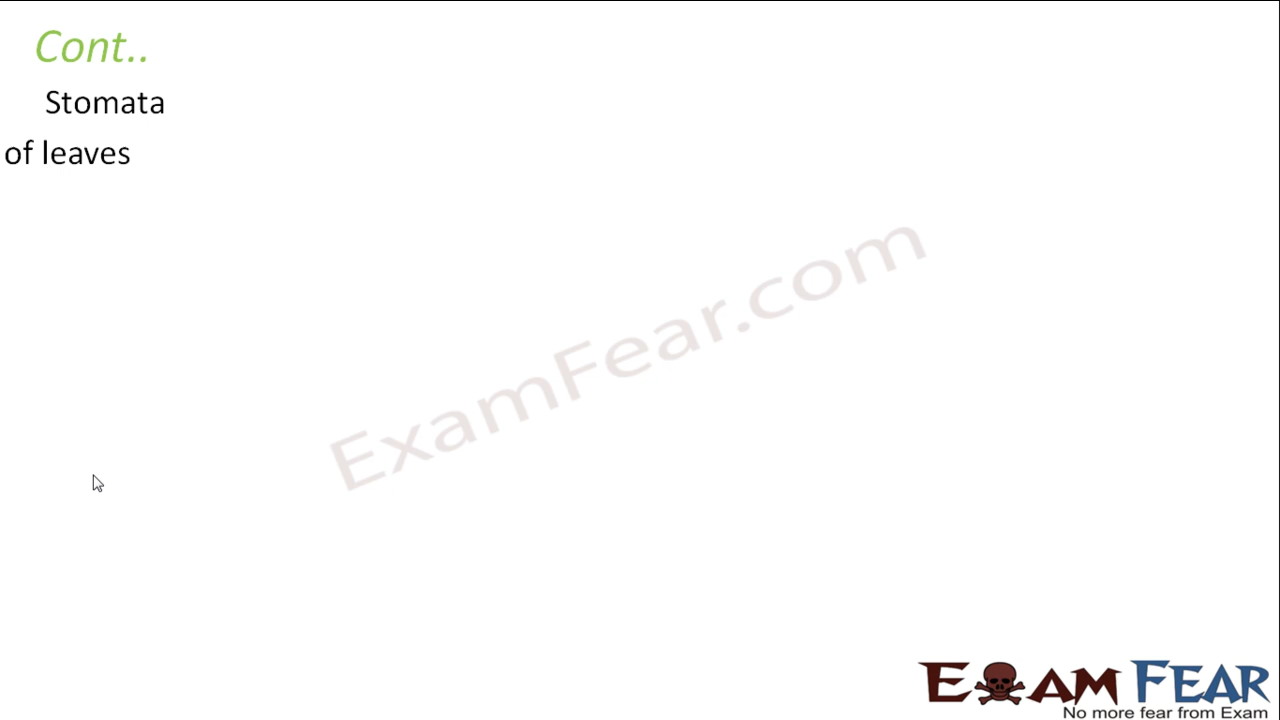 Cont..
Stomata
of leaves
ExamFear.com
EXAM FEAR
No more fear from Exam